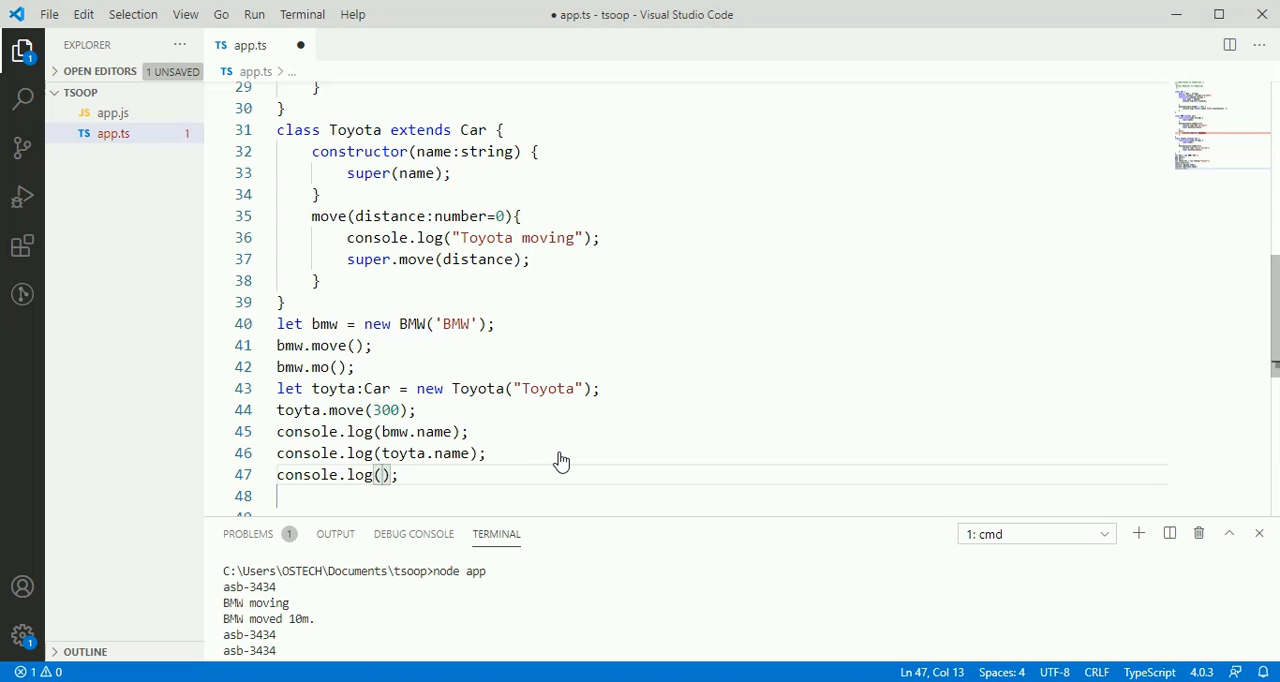 File Edit Selection View Go Run Terminal Help
● app.ts - tsoop - Visual Studio Code
EXPLORER
TS app.ts
OPEN EDITORS 1 UNSAVED
TS app.ts > ...
TSOOP
JS app.js
TS app.ts 1
29 }
30 }
31 class Toyota extends Car {
32 constructor(name:string) {
33 super(name);
34 }
35 move(distance:number=0){
36 console.log("Toyota moving");
37 super.move(distance);
38 }
39 }
40 let bmw = new BMW('BMW');
41 bmw.move();
42 bmw.mo();
43 let toyta:Car = new Toyota("Toyota");
44 toyta.move(300);
45 console.log(bmw.name);
46 console.log(toyta.name);
47 console.log();
48
PROBLEMS 1 OUTPUT DEBUG CONSOLE TERMINAL 1: cmd
C:\Users\OSTECH\Documents\tsoop>node app
asb-3434
BMW moving
BMW moved 10m.
asb-3434
asb-3434
OUTLINE
1 0 Ln 47, Col 13 Spaces: 4 UTF-8 CRLF TypeScript 4.0.3